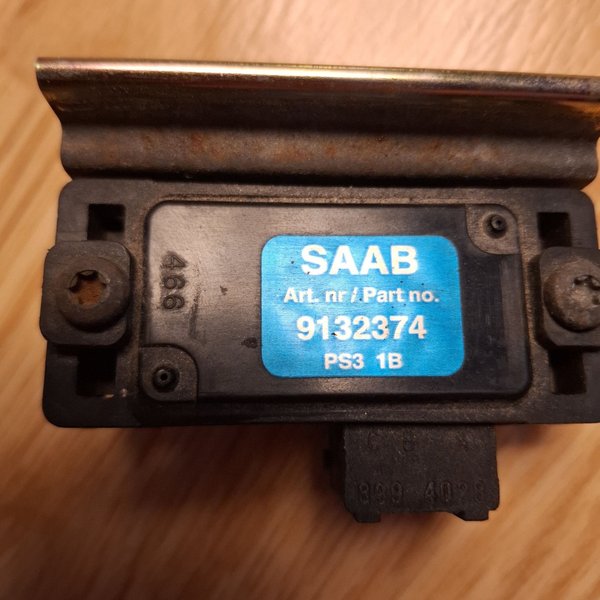 SAAB
Art. nr / Part no.
9132374
PS3 1B
466
C B A